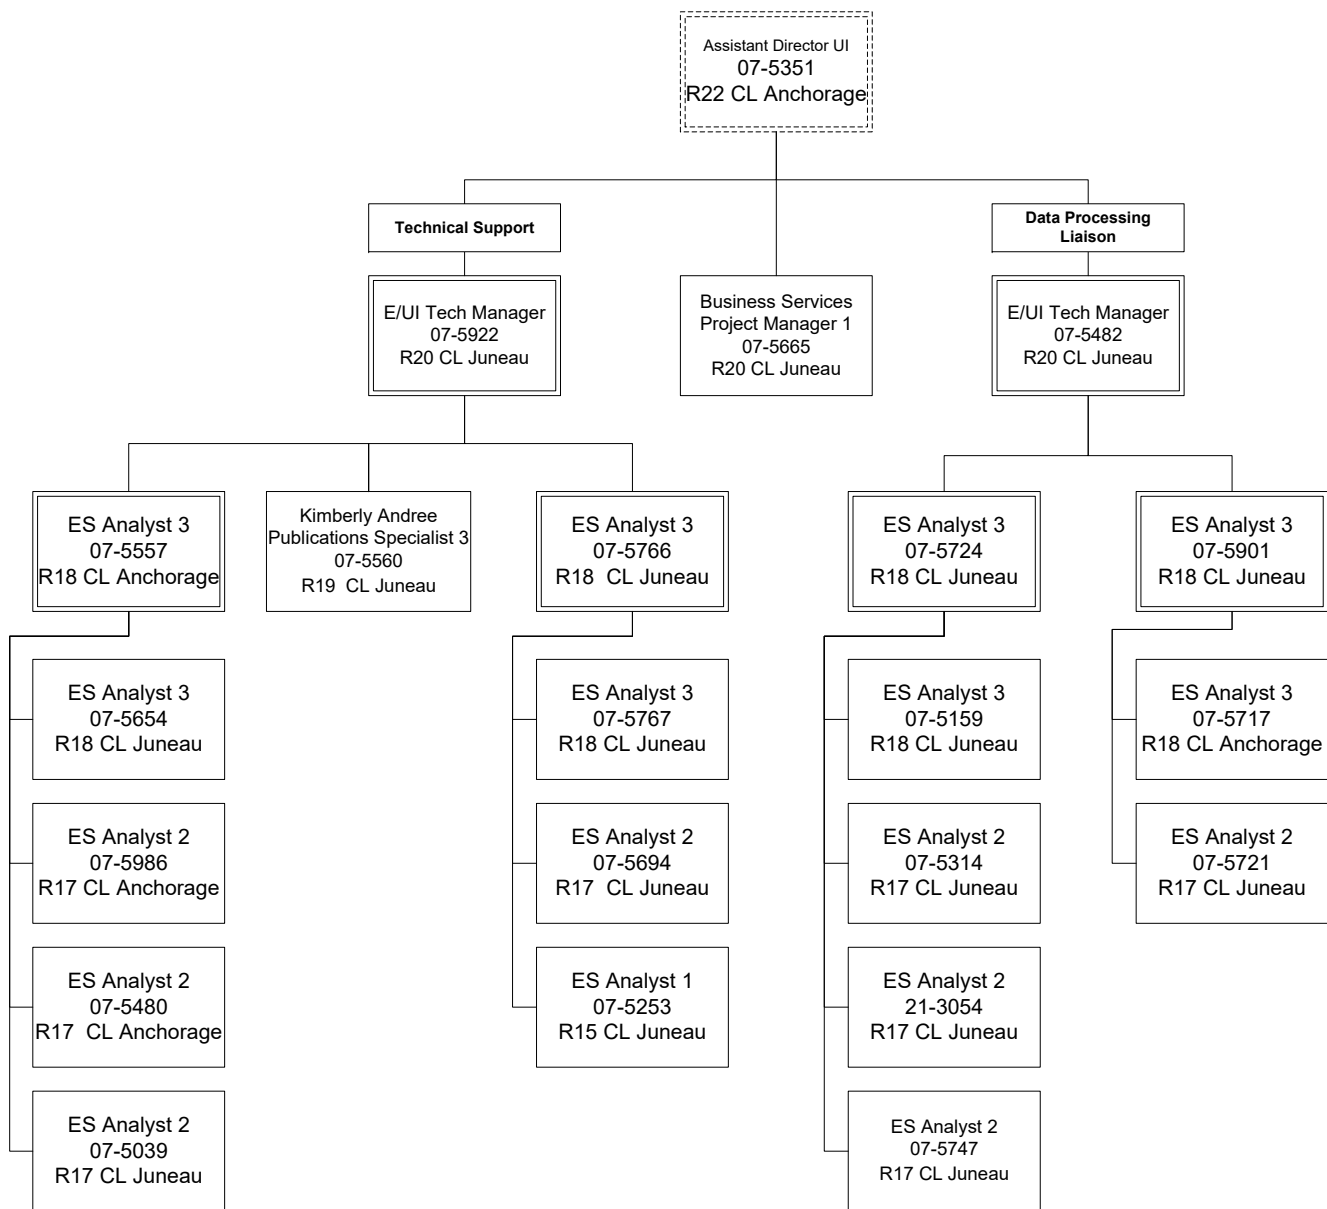 Assistant Director UI
07-5351
R22 CL Anchorage
Technical Support
Data Processing
Liaison
E/UI Tech Manager
07-5922
R20 CL Juneau
Business Services
Project Manager 1
07-5665
R20 CL Juneau
E/UI Tech Manager
07-5482
R20 CL Juneau
ES Analyst 3
07-5557
R18 CL Anchorage
Kimberly Andree
Publications Specialist 3
07-5560
R19 CL Juneau
ES Analyst 3
07-5766
R18 CL Juneau
ES Analyst 3
07-5724
R18 CL Juneau
ES Analyst 3
07-5901
R18 CL Juneau
ES Analyst 3
07-5654
R18 CL Juneau
ES Analyst 3
07-5767
R18 CL Juneau
ES Analyst 3
07-5159
R18 CL Juneau
ES Analyst 3
07-5717
R18 CL Anchorage
ES Analyst 2
07-5986
R17 CL Anchorage
ES Analyst 2
07-5694
R17 CL Juneau
ES Analyst 2
07-5314
R17 CL Juneau
ES Analyst 2
07-5721
R17 CL Juneau
ES Analyst 2
07-5480
R17 CL Anchorage
ES Analyst 1
07-5253
R15 CL Juneau
ES Analyst 2
21-3054
R17 CL Juneau
ES Analyst 2
07-5039
R17 CL Juneau
ES Analyst 2
07-5747
R17 CL Juneau